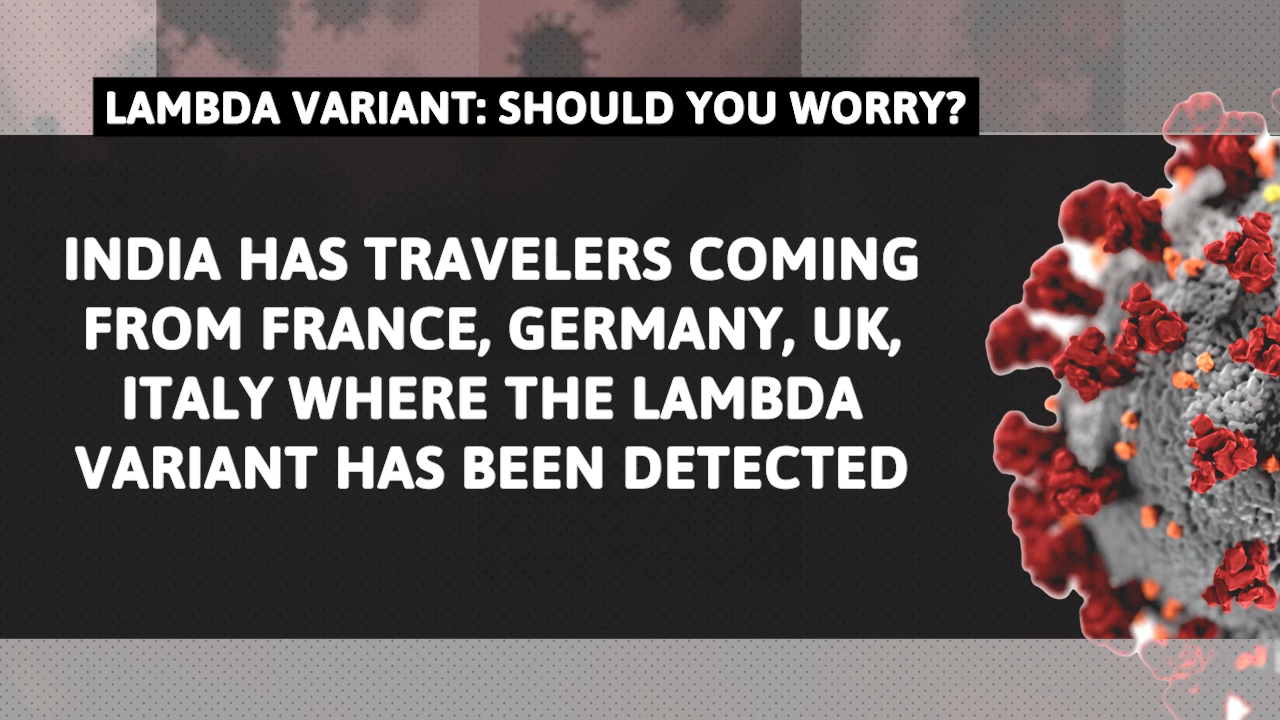 LAMBDA VARIANT: SHOULD YOU WORRY?
INDIA HAS TRAVELERS COMING
FROM FRANCE, GERMANY, UK,
ITALY WHERE THE LAMBDA
VARIANT HAS BEEN DETECTED